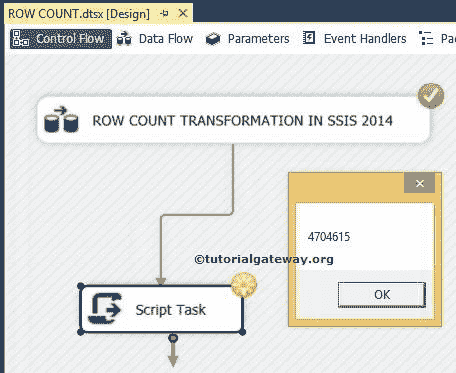 ROW COUNT.dtsx [Design]
Control Flow
Data Flow
Parameters
Event Handlers
Pac
ROW COUNT TRANSFORMATION IN SSIS 2014
4704615
©tutorialgateway.org
OK
Script Task